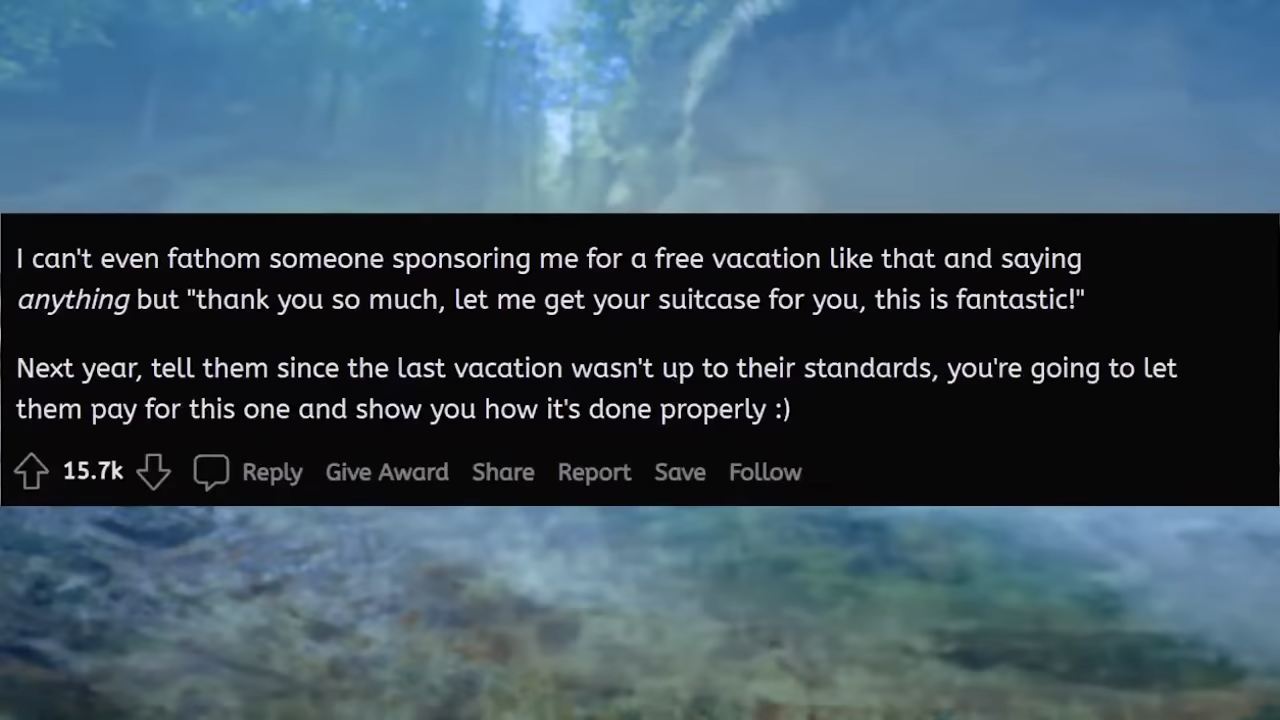 I can't even fathom someone sponsoring me for a free vacation like that and saying
anything but "thank you so much, let me get your suitcase for you, this is fantastic!"
Next year, tell them since the last vacation wasn't up to their standards, you're going to let
them pay for this one and show you how it's done properly :)
15.7k Reply Give Award Share Report Save Follow